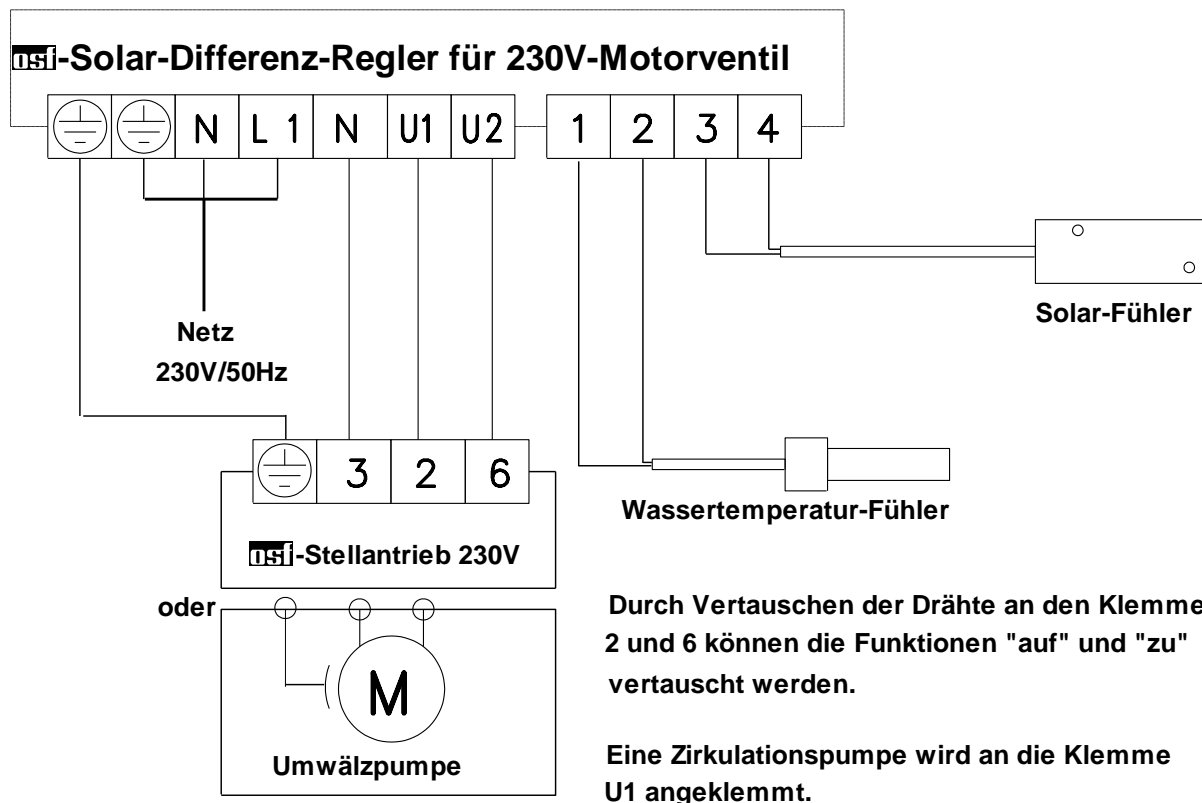 osf-Solar-Differenz-Regler für 230V-Motorventil
N L 1 N U1 U2 1 2 3 4
Solar-Fühler
Netz
230V/50Hz
3 2 6
Wassertemperatur-Fühler
osf-Stellantrieb 230V
oder
M
Umwälzpumpe
Durch Vertauschen der Drähte an den Klemme
2 und 6 können die Funktionen "auf" und "zu"
vertauscht werden.
Eine Zirkulationspumpe wird an die Klemme
U1 angeklemmt.